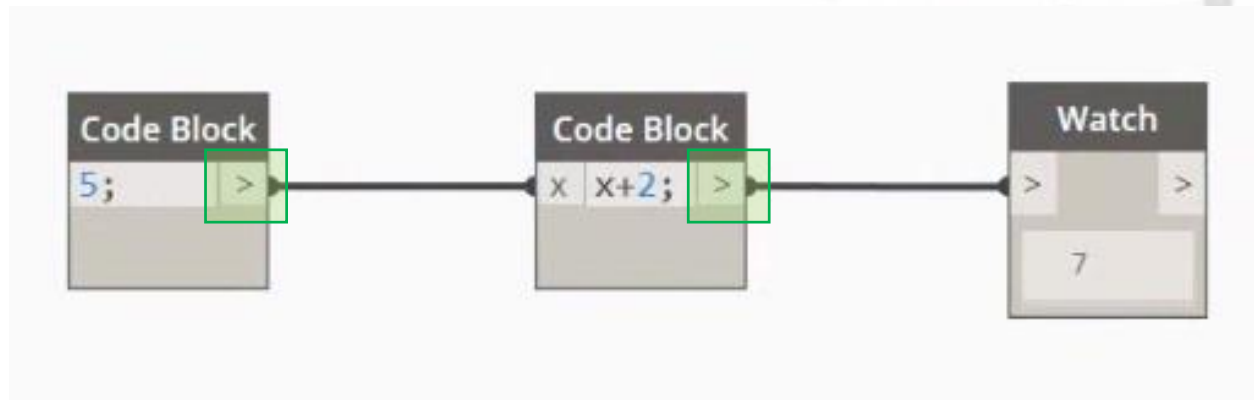 Code Block
5; >
Code Block
x x+2; >
Watch
> >
7